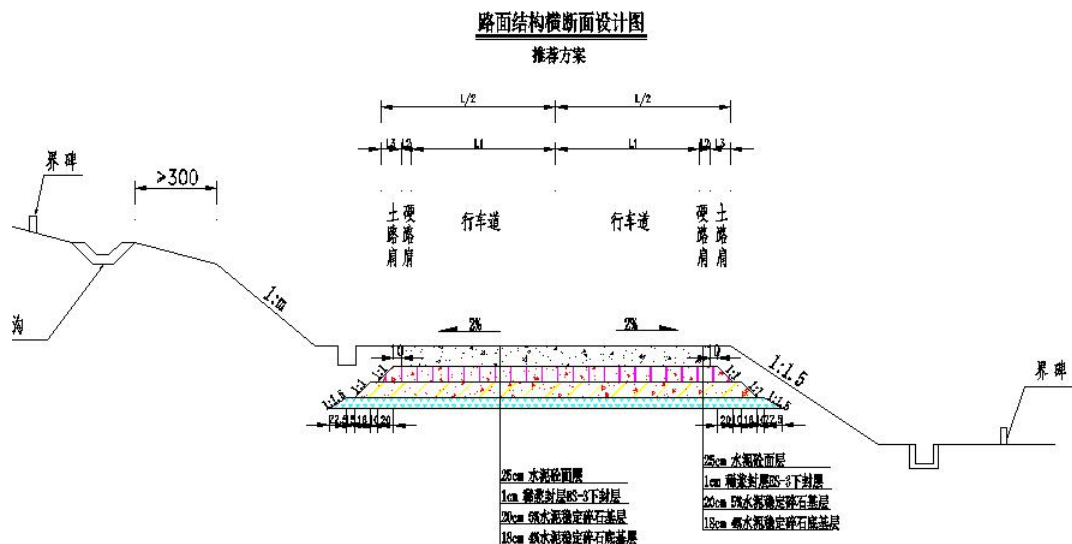 路面结构横断面设计图
推荐方案
L/2 L/2
L3 L2 L1 L1 L2 L3
界碑
>300
土路肩 硬路肩 行车道 行车道 硬路肩 土路肩
1:m
沟
2% 2%
1:1.5
界碑
10 10
1:1 1:1
1:1 1:1
1:1.5 1:1.5
25cm 水泥砼面层
1cm 稀浆封层ES-3下封层
20cm 5%水泥稳定碎石基层
18cm 4%水泥稳定碎石底基层
25cm 水泥砼面层
1cm 稀浆封层ES-3下封层
20cm 5%水泥稳定碎石基层
18cm 4%水泥稳定碎石底基层